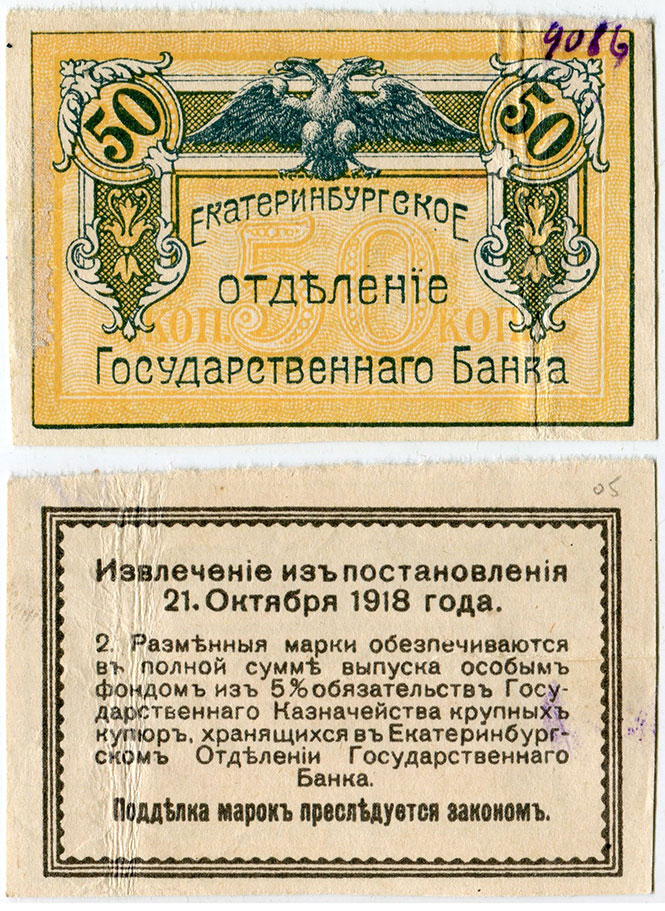 9086
50 50
Екатеринбургское
отдѣленіе
коп. 50 коп.
Государственнаго Банка
05
Извлеченіе изъ постановленія
21. Октября 1918 года.
2. Размѣнныя марки обезпечиваются
въ полной суммѣ выпуска особымъ
фондомъ изъ 5% обязательствъ Госу-
дарственнаго Казначейства крупныхъ
купюръ, хранящихся въ Екатеринбург-
скомъ Отдѣленіи Государственнаго
Банка.
Поддѣлка марокъ преслѣдуется закономъ.